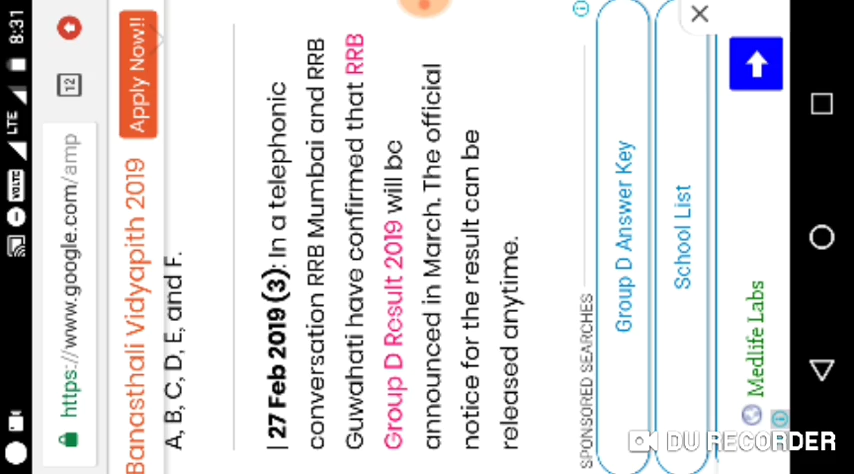 8:31
LTE
VOLTE
https://www.google.com/amp
12
Banasthali Vidyapith 2019
Apply Now!!
A, B, C, D, E, and F.
| 27 Feb 2019 (3): In a telephonic
conversation RRB Mumbai and RRB
Guwahati have confirmed that RRB
Group D Result 2019 will be
announced in March. The official
notice for the result can be
released anytime.
SPONSORED SEARCHES
Group D Answer Key
School List
Medlife Labs
DU RECORDER